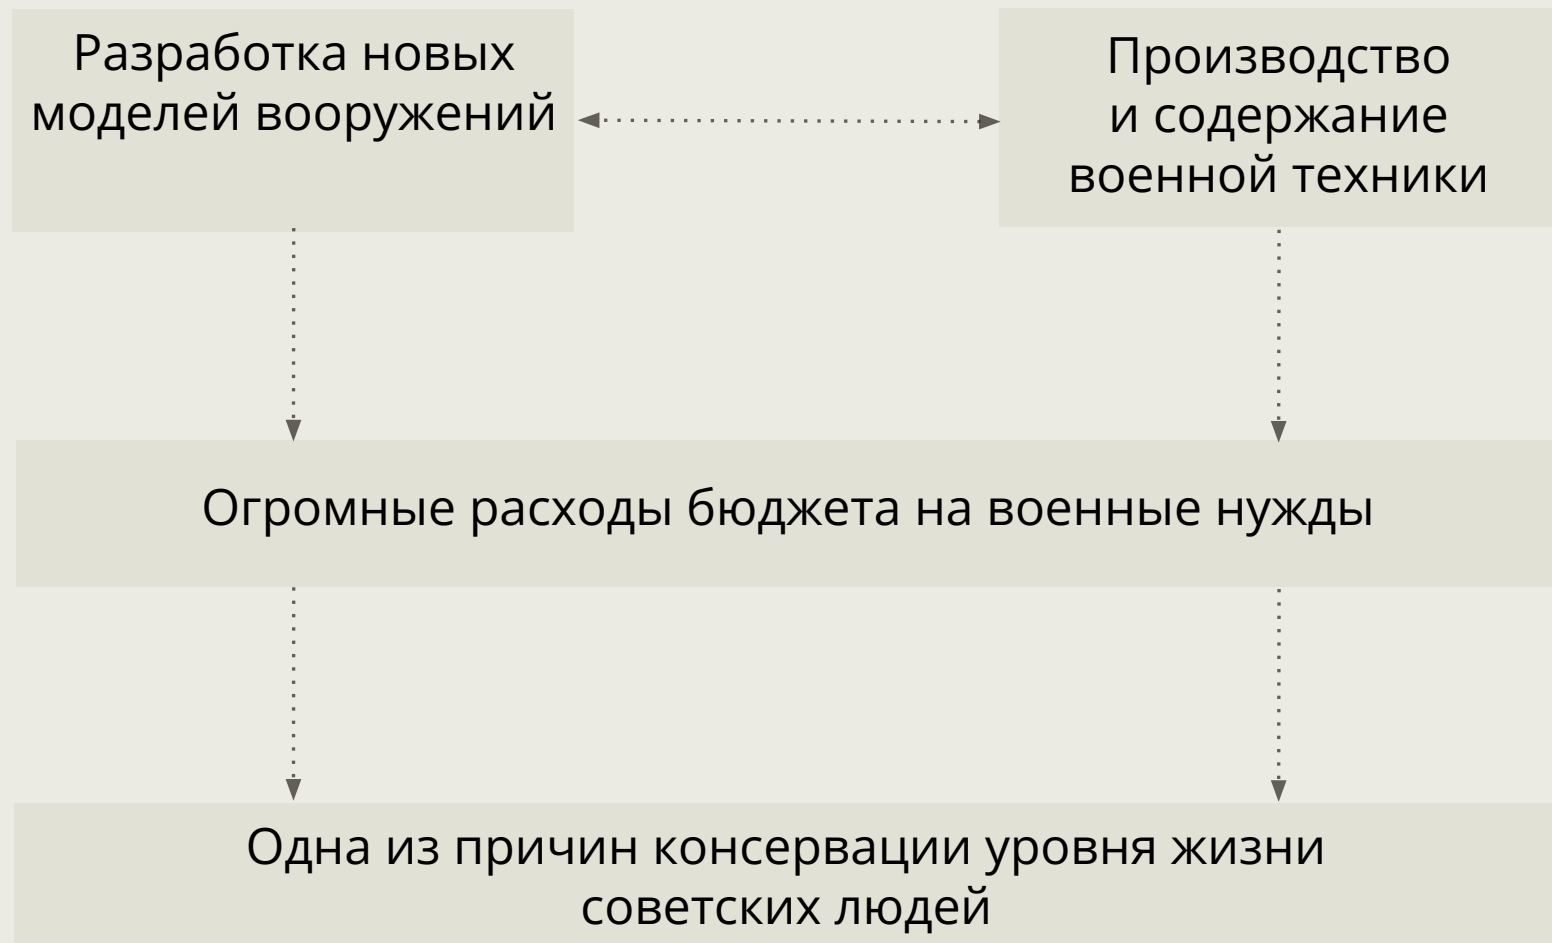 Разработка новых
моделей вооружений
Производство
и содержание
военной техники
Огромные расходы бюджета на военные нужды
Одна из причин консервации уровня жизни
советских людей